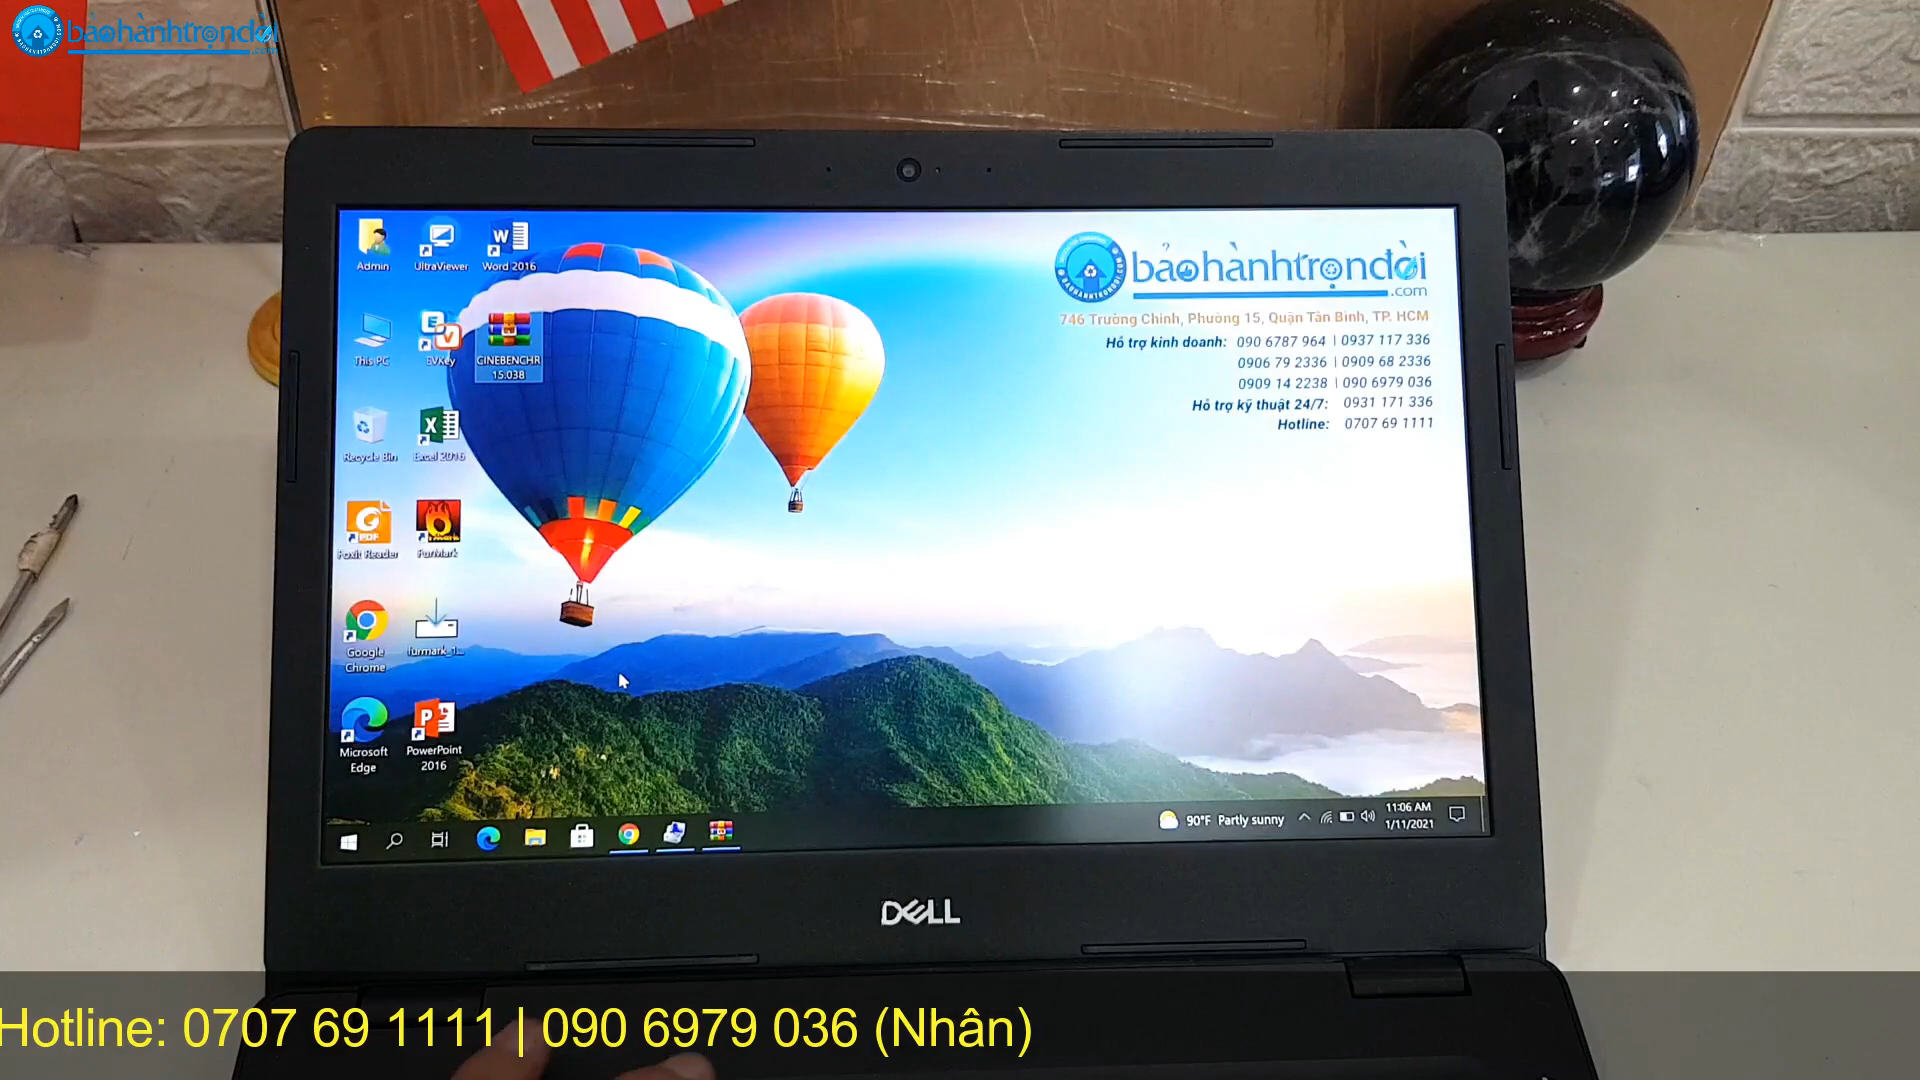 bảohànhtrọnđời
.com
Admin
UltraViewer
Word 2016
This PC
EVKey
CINEBENCHR
15.038
Recycle Bin
Excel 2016
Foxit Reader
FurMark
Google
Chrome
furmark_1...
Microsoft
Edge
PowerPoint
2016
bảohànhtrọnđời
.com
746 Trường Chinh, Phường 15, Quận Tân Bình, TP. HCM
Hỗ trợ kinh doanh: 090 6787 964 | 0937 117 336
0906 79 2336 | 0909 68 2336
0909 14 2238 | 090 6979 036
Hỗ trợ kỹ thuật 24/7: 0931 171 336
Hotline: 0707 69 1111
90°F Partly sunny
11:06 AM
1/11/2021
DELL
Hotline: 0707 69 1111 | 090 6979 036 (Nhân)